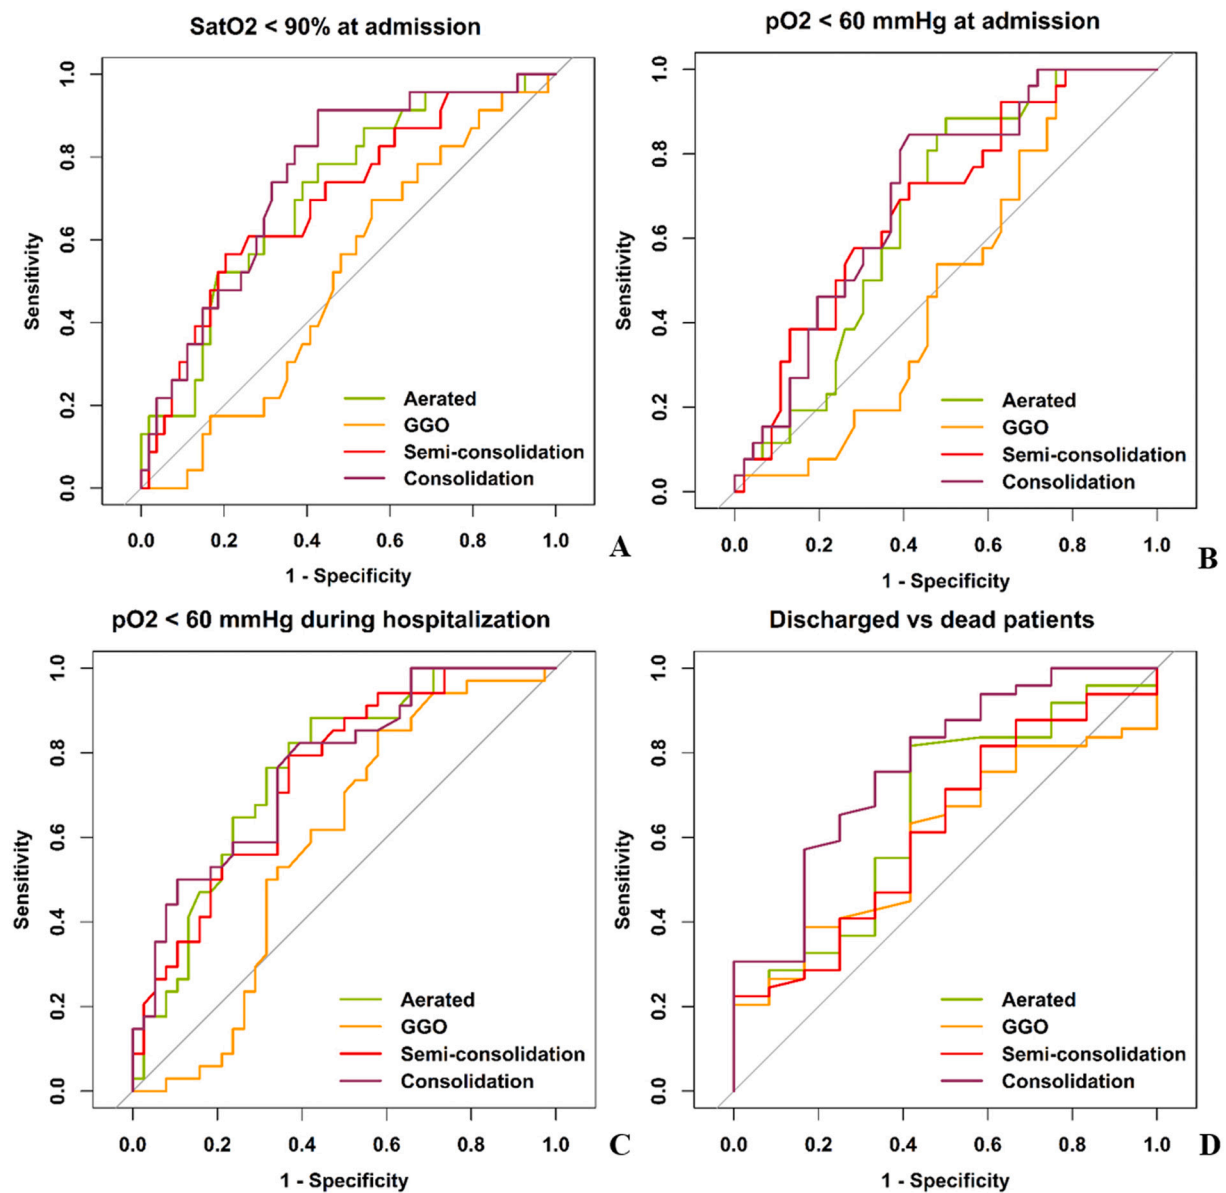 SatO2 < 90% at admission
1.0
0.8
0.6
0.4
0.2
0.0
Sensitivity
Aerated
GGO
Semi-consolidation
Consolidation
0.0 0.2 0.4 0.6 0.8 1.0
1 - Specificity
A
pO2 < 60 mmHg at admission
1.0
0.8
0.6
0.4
0.2
0.0
Sensitivity
Aerated
GGO
Semi-consolidation
Consolidation
0.0 0.2 0.4 0.6 0.8 1.0
1 - Specificity
B
pO2 < 60 mmHg during hospitalization
1.0
0.8
0.6
0.4
0.2
0.0
Sensitivity
Aerated
GGO
Semi-consolidation
Consolidation
0.0 0.2 0.4 0.6 0.8 1.0
1 - Specificity
C
Discharged vs dead patients
1.0
0.8
0.6
0.4
0.2
0.0
Sensitivity
Aerated
GGO
Semi-consolidation
Consolidation
0.0 0.2 0.4 0.6 0.8 1.0
1 - Specificity
D